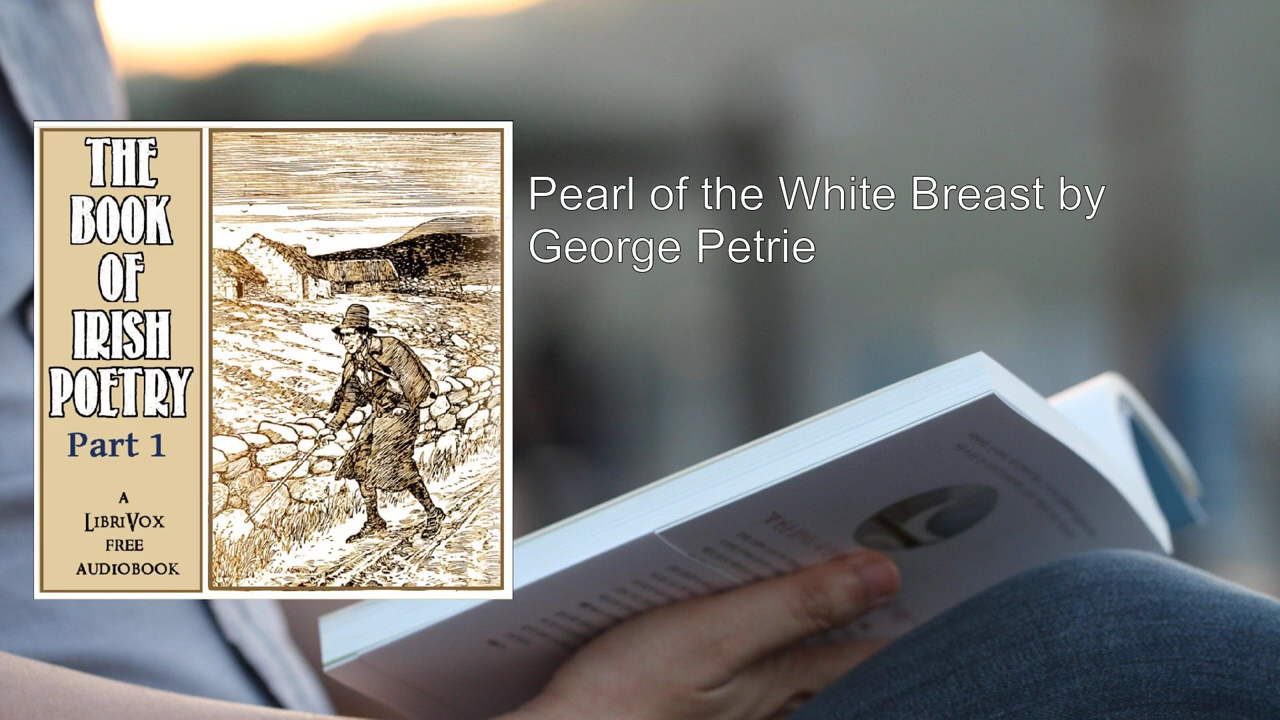 THE
BOOK
OF
IRISH
POETRY
Part 1
A
LIBRIVOX
FREE
AUDIOBOOK
Pearl of the White Breast by
George Petrie